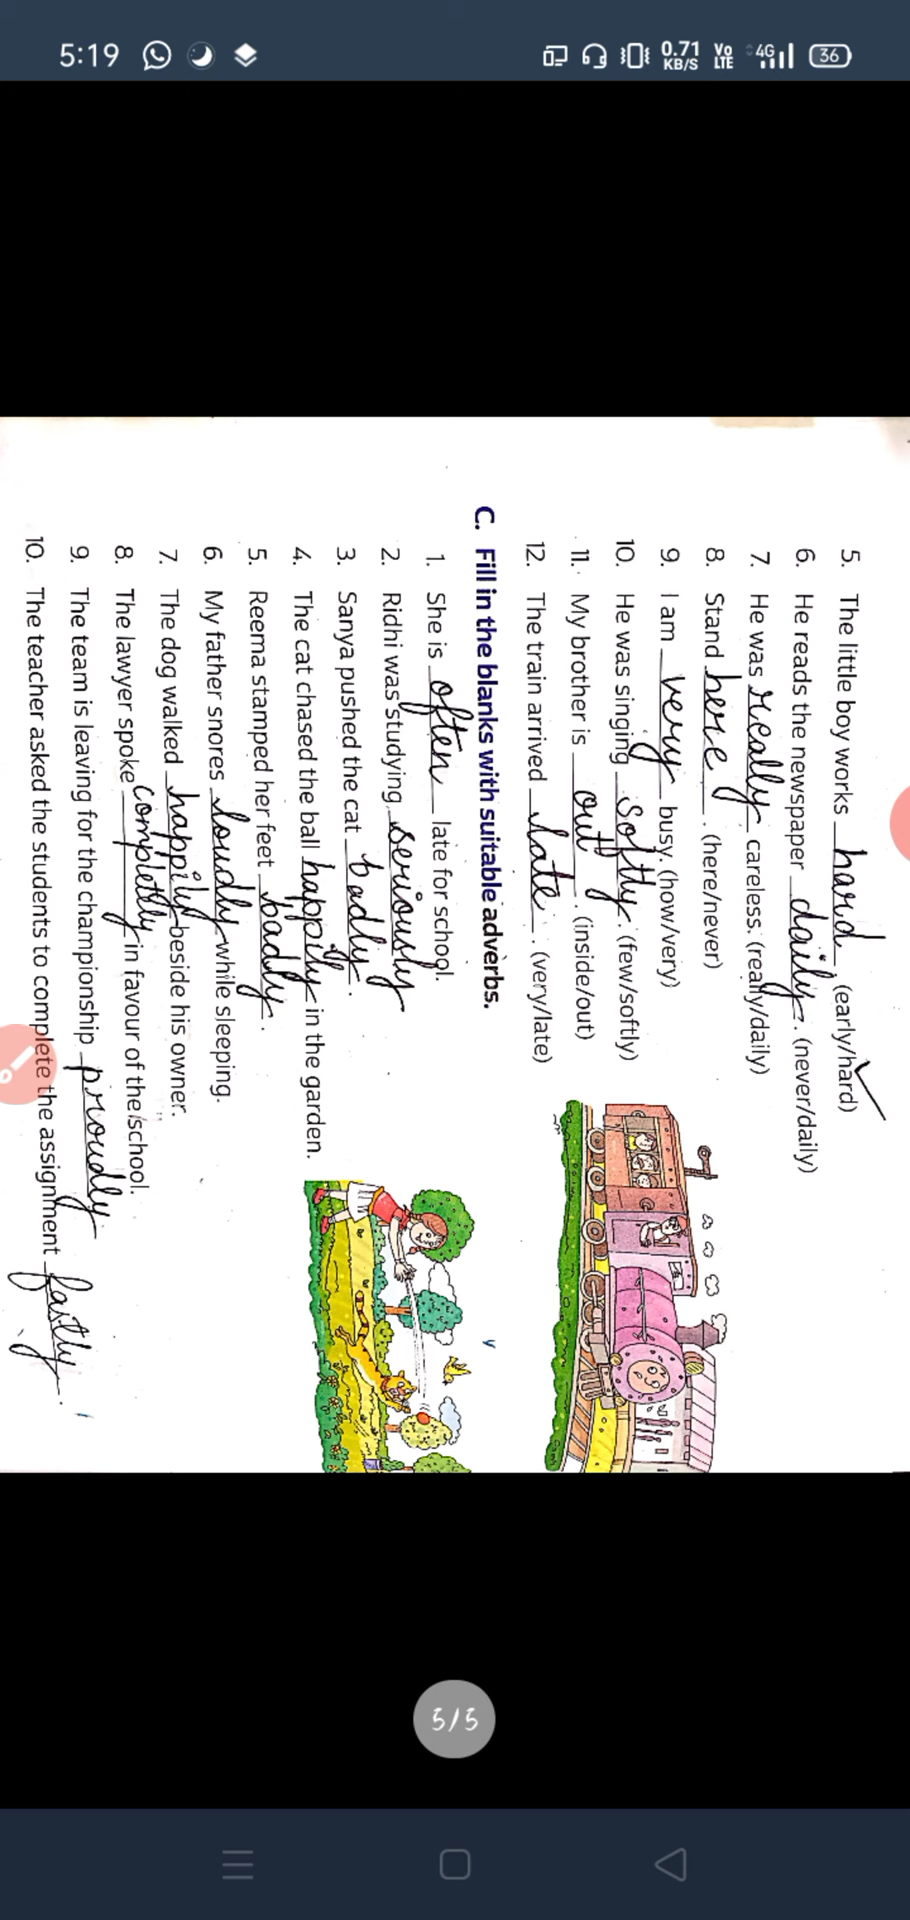 5:19
0.71 KB/S
Vo LTE
4G
36
5. The little boy works hard. (early/hard)
6. He reads the newspaper daily. (never/daily)
7. He was really careless. (really/daily)
8. Stand here. (here/never)
9. I am very busy. (how/very)
10. He was singing softly. (few/softly)
11. My brother is out. (inside/out)
12. The train arrived late. (very/late)
C. Fill in the blanks with suitable adverbs.
1. She is often late for school.
2. Ridhi was studying seriously
3. Sanya pushed the cat badly.
4. The cat chased the ball happily in the garden.
5. Reema stamped her feet badly.
6. My father snores loudly while sleeping.
7. The dog walked happily beside his owner.
8. The lawyer spoke completly in favour of the school.
9. The team is leaving for the championship proudly
10. The teacher asked the students to complete the assignment fastly.
5/5